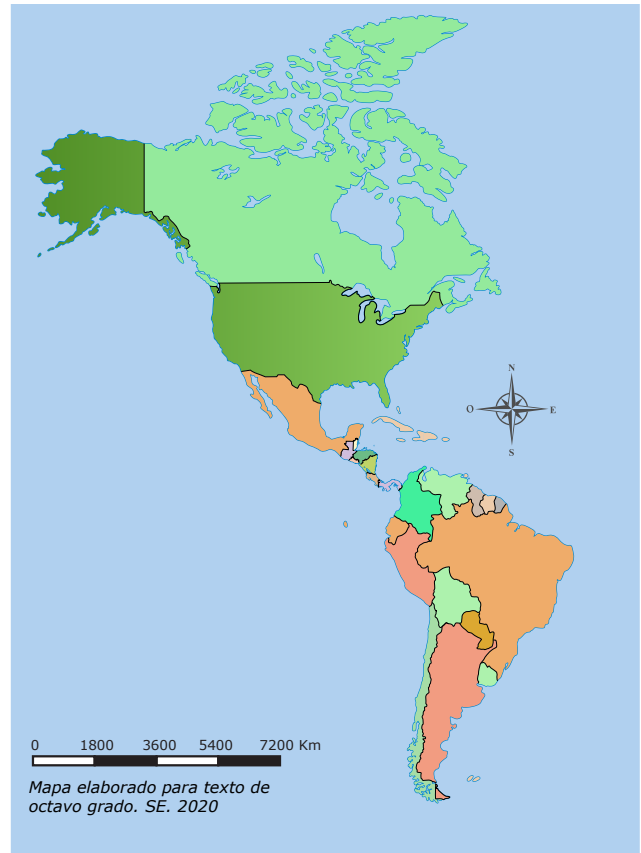 N
O E
S
0 1800 3600 5400 7200 Km
Mapa elaborado para texto de
octavo grado. SE. 2020